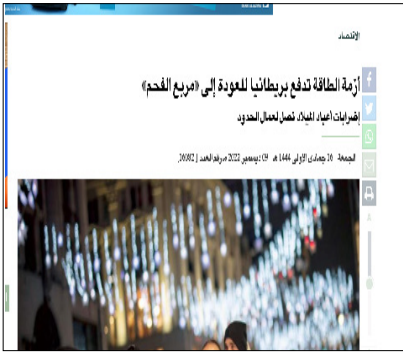 الاقتصاد
أزمة الطاقة تدفع بريطانيا للعودة إلى «مربع الفحم»
إضرابات أعياد الميلاد تصل لعمال الحدود
الجمعة - 16 جمادى الأولى 1444 هـ - 09 ديسمبر 2022 مـ رقم العدد [16082]